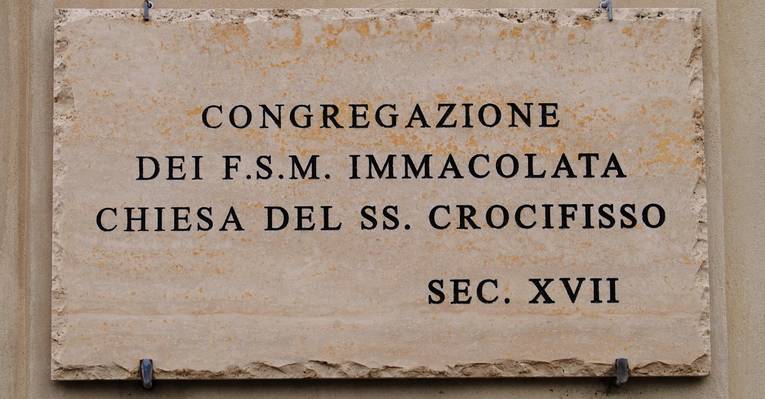 CONGREGAZIONE
DEI F.S.M. IMMACOLATA
CHIESA DEL SS. CROCIFISSO
SEC. XVII